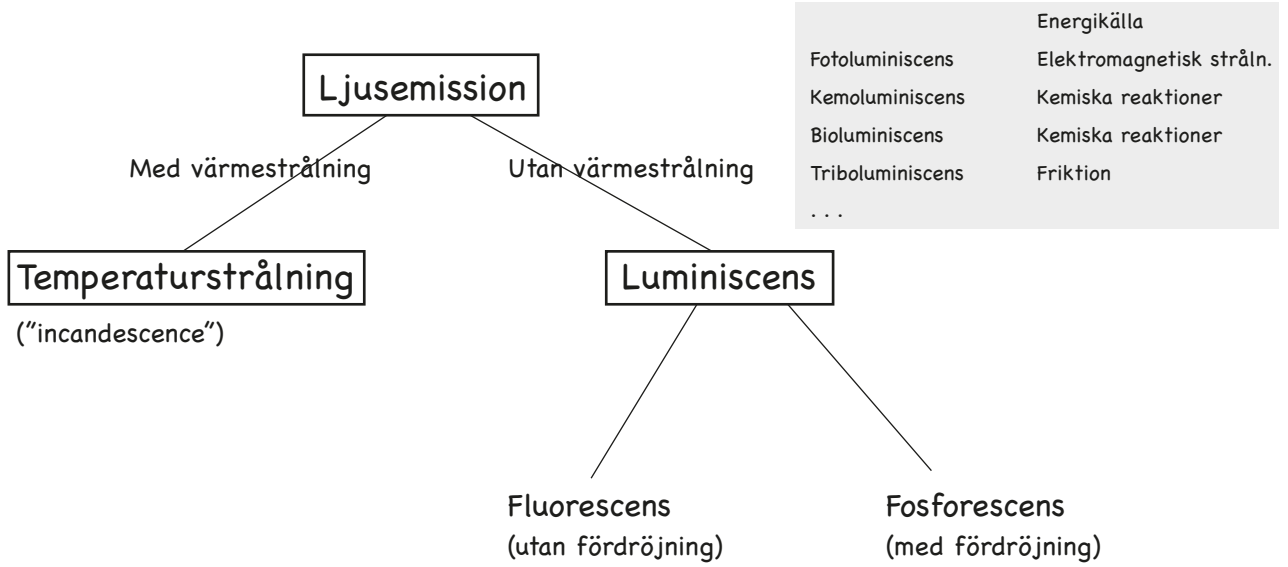 Ljusemission
Med värmestrålning
Utan värmestrålning
Temperaturstrålning
("incandescence")
Luminiscens
Fluorescens
(utan fördröjning)
Fosforescens
(med fördröjning)
Energikälla
Fotoluminiscens Elektromagnetisk stråln.
Kemoluminiscens Kemiska reaktioner
Bioluminiscens Kemiska reaktioner
Triboluminiscens Friktion
. . .